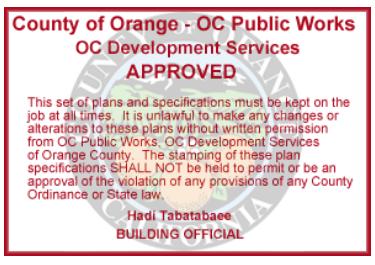 County of Orange - OC Public Works
OC Development Services
APPROVED
This set of plans and specifications must be kept on the
job at all times. It is unlawful to make any changes or
alterations to these plans without written permission
from OC Public Works, OC Development Services
of Orange County. The stamping of these plan
specifications SHALL NOT be held to permit or be an
approval of the violation of any provisions of any County
Ordinance or State law.
Hadi Tabatabaee
BUILDING OFFICIAL
CALIFORNIA